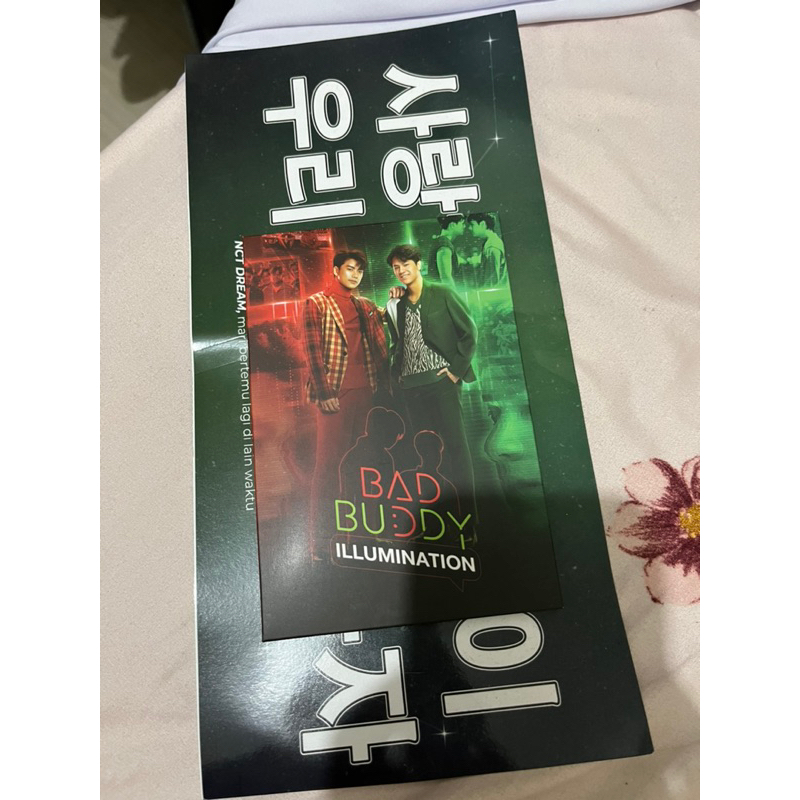 사랑 이
우리 자
NCT DREAM, mari bertemu lagi di lain waktu
BAD
BUDDY
ILLUMINATION